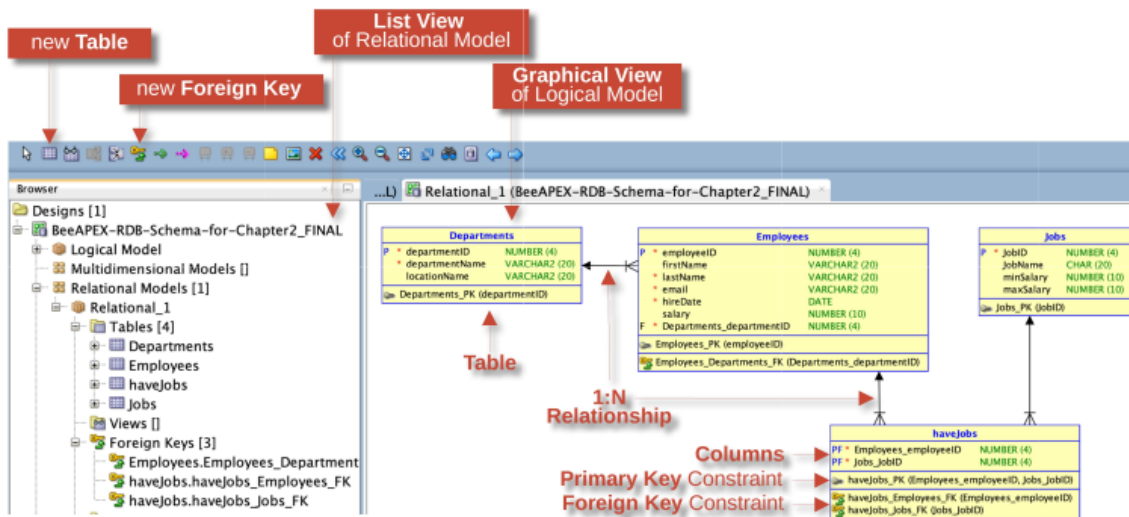 List View
of Relational Model
new Table
Graphical View
of Logical Model
new Foreign Key
Browser
...L)
Relational_1 (BeeAPEX-RDB-Schema-for-Chapter2_FINAL)
Designs [1]
BeeAPEX-RDB-Schema-for-Chapter2_FINAL
Logical Model
Multidimensional Models []
Relational Models [1]
Relational_1
Tables [4]
Departments
Employees
haveJobs
Jobs
Views []
Foreign Keys [3]
Employees.Employees_Department
haveJobs.haveJobs_Employees_FK
haveJobs.haveJobs_Jobs_FK
Departments
P * departmentID NUMBER (4)
* departmentName VARCHAR2 (20)
locationName VARCHAR2 (20)
Departments_PK (departmentID)
Table
Employees
P * employeeID NUMBER (4)
firstName VARCHAR2 (20)
* lastName VARCHAR2 (20)
* email VARCHAR2 (20)
* hireDate DATE
salary NUMBER (10)
F * Departments_departmentID NUMBER (4)
Employees_PK (employeeID)
Employees_Departments_FK (Departments_departmentID)
Jobs
P * JobID NUMBER (4)
JobName CHAR (20)
minSalary NUMBER (10)
maxSalary NUMBER (10)
Jobs_PK (JobID)
1:N
Relationship
haveJobs
Columns
PF * Employees_employeeID NUMBER (4)
PF * Jobs_JobID NUMBER (4)
Primary Key Constraint
haveJobs_PK (Employees_employeeID, Jobs_JobID)
Foreign Key Constraint
haveJobs_Employees_FK (Employees_employeeID)
haveJobs_Jobs_FK (Jobs_JobID)